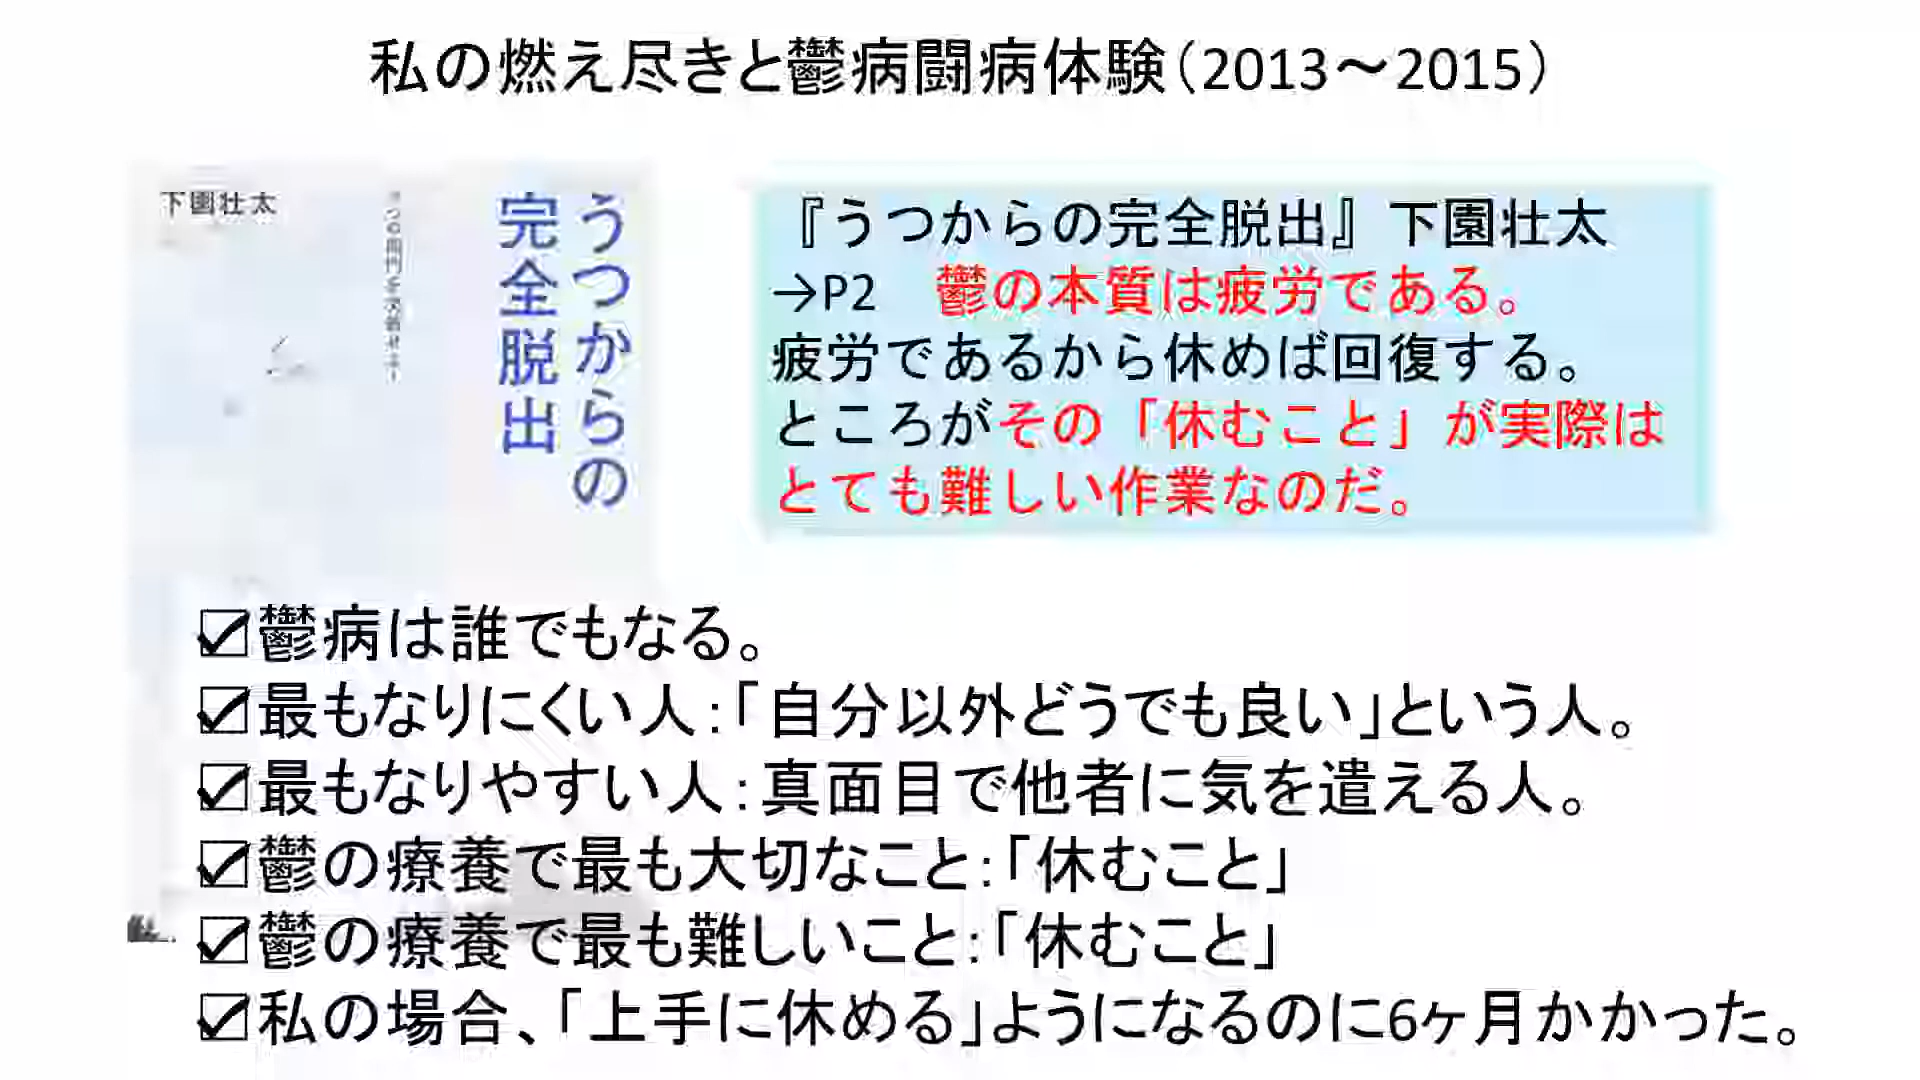 私の燃え尽きと鬱病闘病体験（2013～2015）
下園壮太
うつからの
完全脱出
『うつからの完全脱出』下園壮太
→P2　鬱の本質は疲労である。
疲労であるから休めば回復する。
ところがその「休むこと」が実際は
とても難しい作業なのだ。
☑鬱病は誰でもなる。
☑最もなりにくい人：「自分以外どうでも良い」という人。
☑最もなりやすい人：真面目で他者に気を遣える人。
☑鬱の療養で最も大切なこと：「休むこと」
☑鬱の療養で最も難しいこと：「休むこと」
☑私の場合、「上手に休める」ようになるのに6ヶ月かかった。